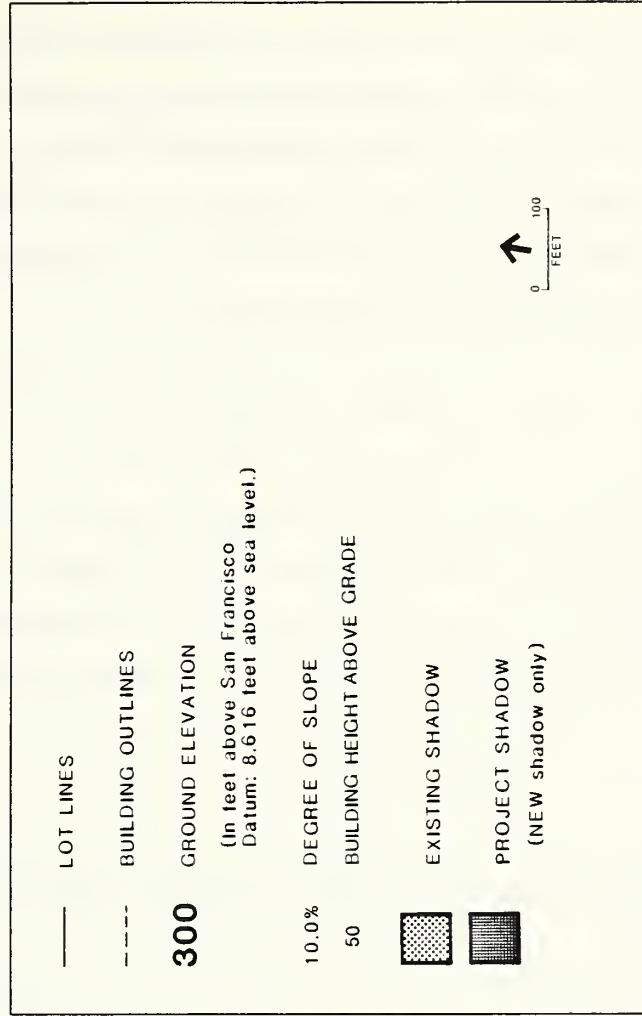 LOT LINES
BUILDING OUTLINES
300 GROUND ELEVATION
(In feet above San Francisco
Datum: 8.616 feet above sea level.)
10.0% DEGREE OF SLOPE
50 BUILDING HEIGHT ABOVE GRADE
EXISTING SHADOW
PROJECT SHADOW
(NEW shadow only)
0 100
FEET